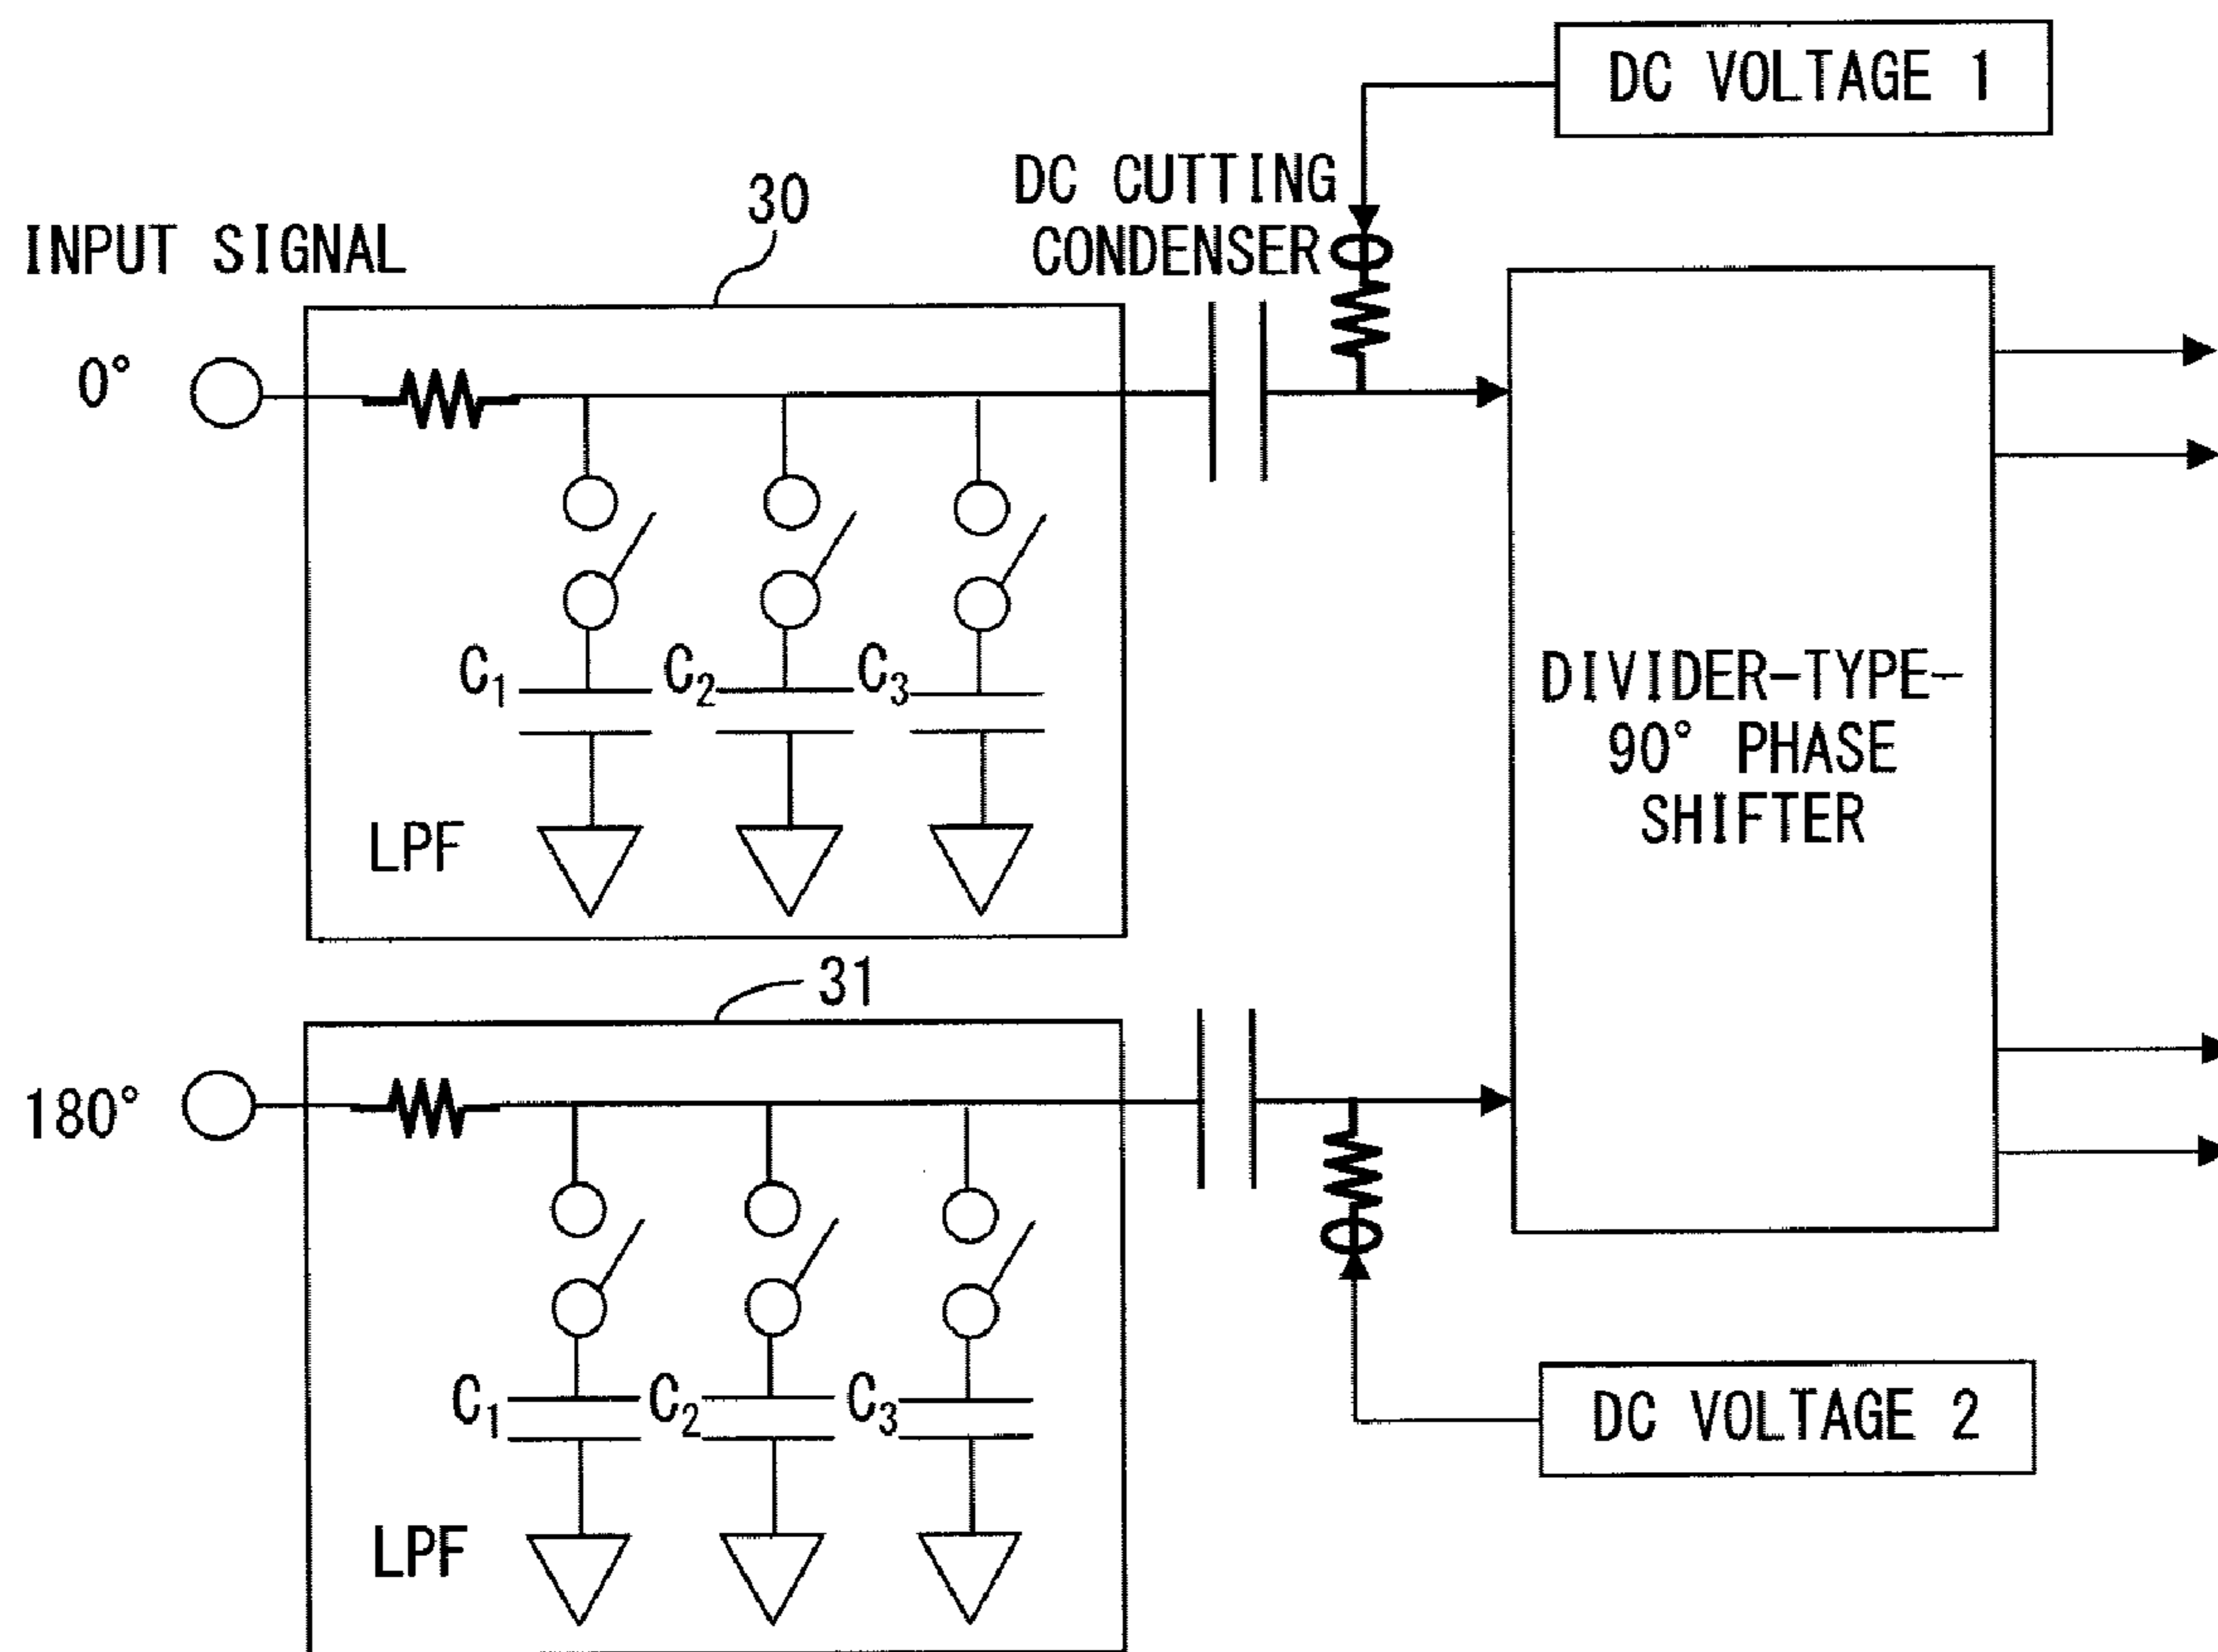 DC VOLTAGE 1
30
DC CUTTING
CONDENSER
INPUT SIGNAL
0°
C1
C2
C3
LPF
DIVIDER-TYPE-
90° PHASE
SHIFTER
31
180°
C1
C2
C3
LPF
DC VOLTAGE 2